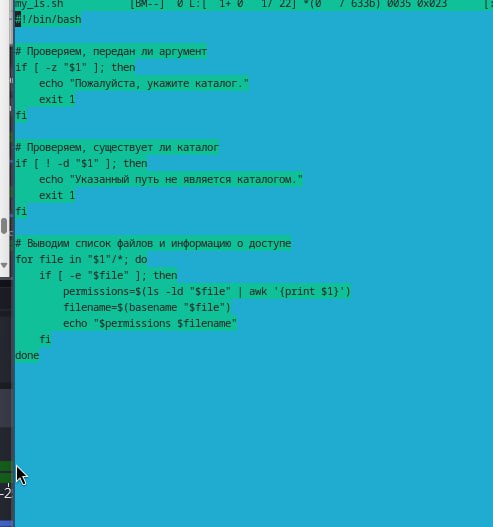 my_ls.sh [BM--] 0 L:[ 1+ 0 1/ 22] *(0 / 633b) 0035 0x023
#!/bin/bash
# Проверяем, передан ли аргумент
if [ -z "$1" ]; then
echo "Пожалуйста, укажите каталог."
exit 1
fi
# Проверяем, существует ли каталог
if [ ! -d "$1" ]; then
echo "Указанный путь не является каталогом."
exit 1
fi
# Выводим список файлов и информацию о доступе
for file in "$1"/*; do
if [ -e "$file" ]; then
permissions=$(ls -ld "$file" | awk '{print $1}')
filename=$(basename "$file")
echo "$permissions $filename"
fi
done
-2